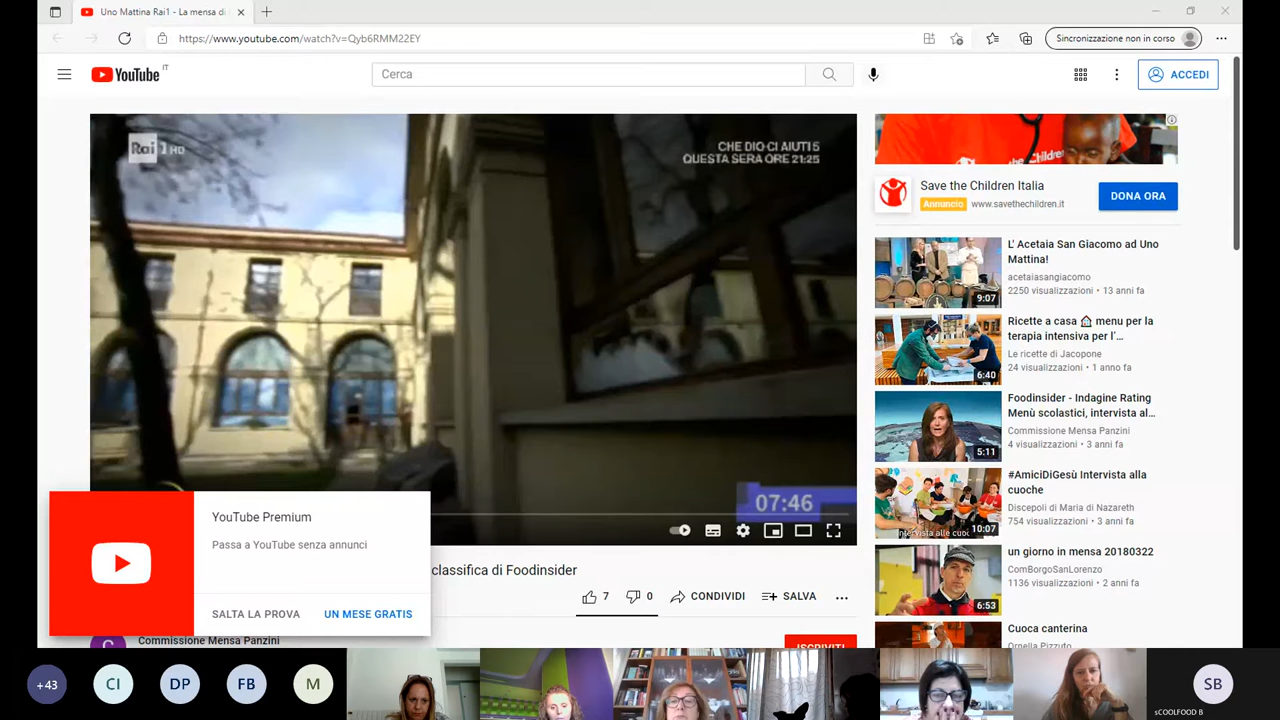 Uno Mattina Rai1 - La mensa di
https://www.youtube.com/watch?v=Qyb6RMM22EY
Sincronizzazione non in corso
YouTube IT
Cerca
ACCEDI
Rai 1 HD
CHE DIO CI AIUTI 5
QUESTA SERA ORE 21:25
07:46
Save the Children Italia
Annuncio www.savethechildren.it
DONA ORA
L' Acetaia San Giacomo ad Uno
Mattina!
acetaiasangiacomo
2250 visualizzazioni • 13 anni fa
9:07
Ricette a casa 🏠 menu per la
terapia intensiva per l'...
Le ricette di Jacopone
24 visualizzazioni • 1 anno fa
6:40
Foodinsider - Indagine Rating
Menù scolastici, intervista al...
Commissione Mensa Panzini
4 visualizzazioni • 3 anni fa
5:11
#AmiciDiGesù Intervista alla
cuoche
Discepoli di Maria di Nazareth
754 visualizzazioni • 3 anni fa
10:07
Intervista alle cuoc
un giorno in mensa 20180322
ComBorgoSanLorenzo
1136 visualizzazioni • 2 anni fa
6:53
Cuoca canterina
Ornella Pizzuto
YouTube Premium
Passa a YouTube senza annunci
SALTA LA PROVA
UN MESE GRATIS
classifica di Foodinsider
7
0
CONDIVIDI
SALVA
Commissione Mensa Panzini
ISCRIVITI
+43
CI
DP
FB
M
SB
sCOOLFOOD B